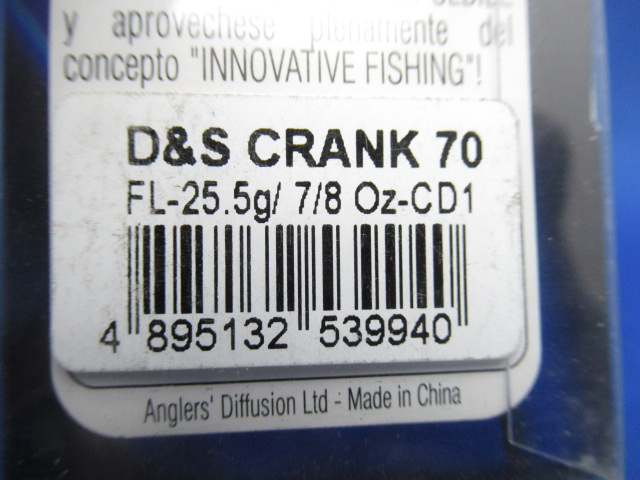 y aprovechese plenamente del
concepto "INNOVATIVE FISHING"!
D&S CRANK 70
FL-25.5g/ 7/8 Oz-CD1
4 895132 539940
Anglers' Diffusion Ltd - Made in China